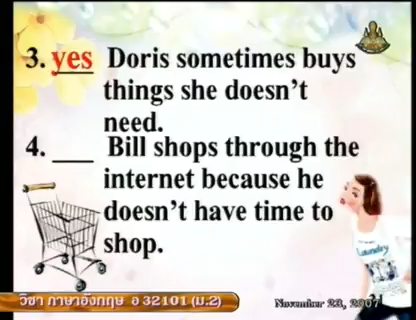 3. yes Doris sometimes buys
things she doesn't
need.
4. ___ Bill shops through the
internet because he
doesn't have time to
shop.
วิชา ภาษาอังกฤษ อ 32101 (ม.2)
November 23, 2007